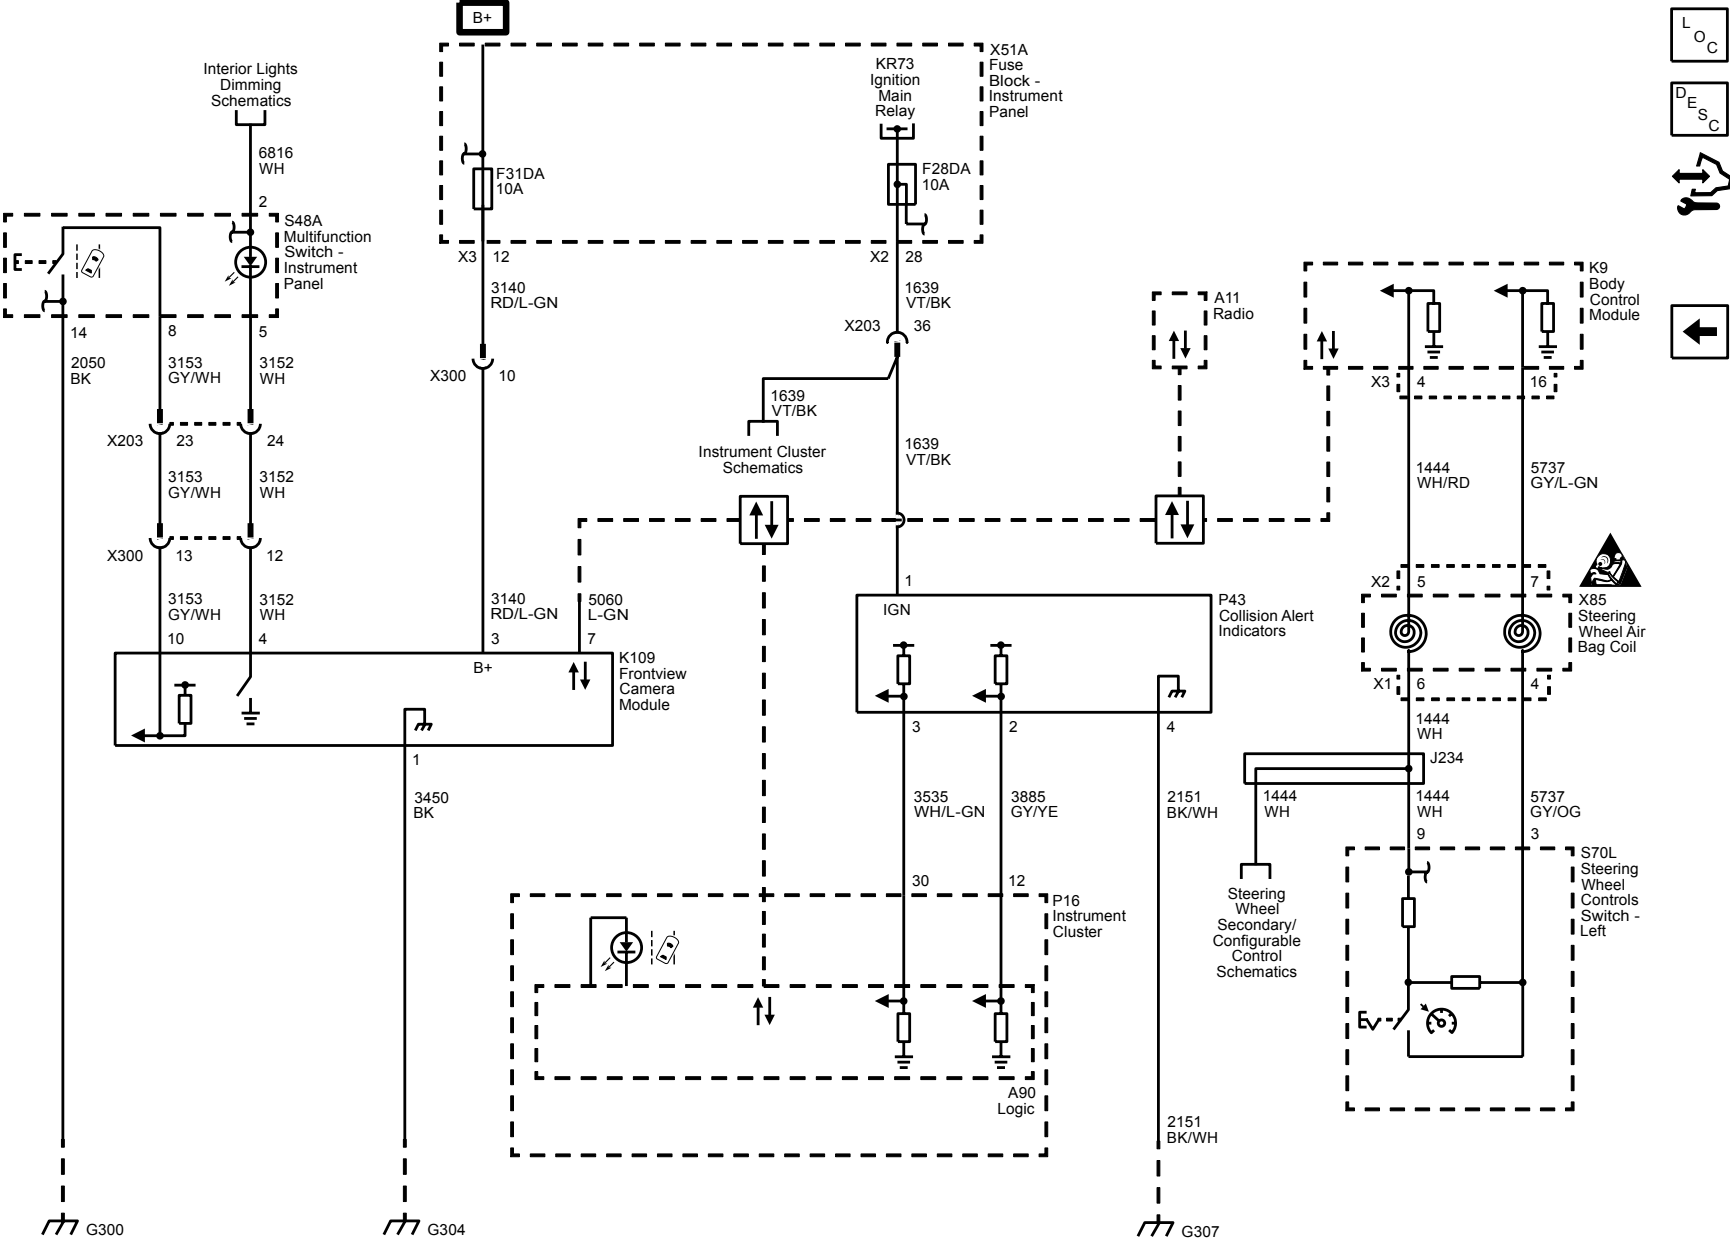 B+
L
O
C
D
E
S
C
Interior Lights
Dimming
Schematics
6816
WH
2
S48A
Multifunction
Switch -
Instrument
Panel
14
8
5
2050
BK
3153
GY/WH
3152
WH
X203
23
24
3153
GY/WH
3152
WH
X300
13
12
3153
GY/WH
3152
WH
10
4
X51A
Fuse
Block -
Instrument
Panel
KR73
Ignition
Main
Relay
F31DA
10A
F28DA
10A
X3
12
X2
28
3140
RD/L-GN
1639
VT/BK
X203
36
X300
10
1639
VT/BK
Instrument Cluster
Schematics
1639
VT/BK
A11
Radio
K9
Body
Control
Module
X3
4
16
1444
WH/RD
5737
GY/L-GN
3140
RD/L-GN
5060
L-GN
3
7
B+
K109
Frontview
Camera
Module
1
3450
BK
1
IGN
P43
Collision Alert
Indicators
3
2
4
3535
WH/L-GN
3885
GY/YE
2151
BK/WH
30
12
P16
Instrument
Cluster
A90
Logic
2151
BK/WH
X2
5
7
X85
Steering
Wheel Air
Bag Coil
X1
6
4
1444
WH
J234
1444
WH
1444
WH
5737
GY/OG
9
3
Steering
Wheel
Secondary/
Configurable
Control
Schematics
S70L
Steering
Wheel
Controls
Switch -
Left
G300
G304
G307